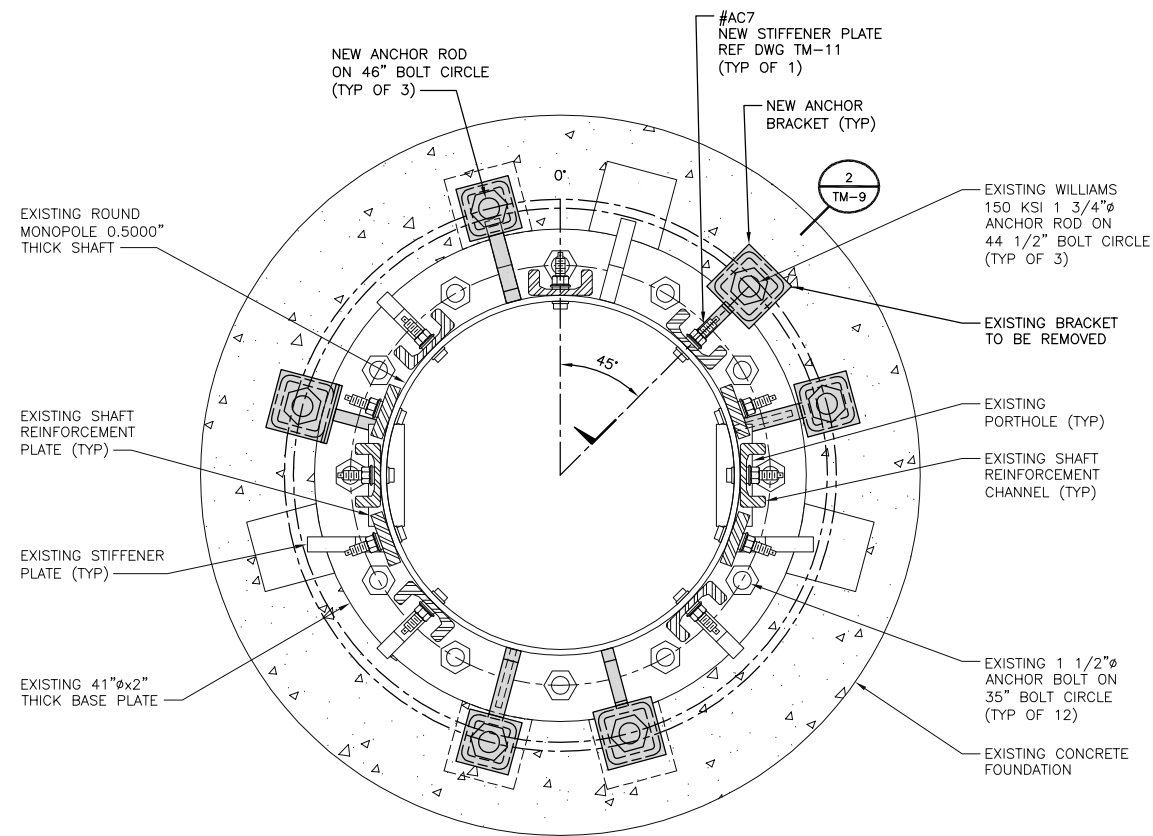 #AC7
NEW STIFFENER PLATE
REF DWG TM-11
(TYP OF 1)
NEW ANCHOR ROD
ON 46" BOLT CIRCLE
(TYP OF 3)
NEW ANCHOR
BRACKET (TYP)
0°
2
TM-9
EXISTING WILLIAMS
150 KSI 1 3/4"ø
ANCHOR ROD ON
44 1/2" BOLT CIRCLE
(TYP OF 3)
EXISTING ROUND
MONOPOLE 0.5000"
THICK SHAFT
EXISTING BRACKET
TO BE REMOVED
45°
EXISTING
PORTHOLE (TYP)
EXISTING SHAFT
REINFORCEMENT
PLATE (TYP)
EXISTING SHAFT
REINFORCEMENT
CHANNEL (TYP)
EXISTING STIFFENER
PLATE (TYP)
EXISTING 1 1/2"ø
ANCHOR BOLT ON
35" BOLT CIRCLE
(TYP OF 12)
EXISTING 41"øx2"
THICK BASE PLATE
EXISTING CONCRETE
FOUNDATION